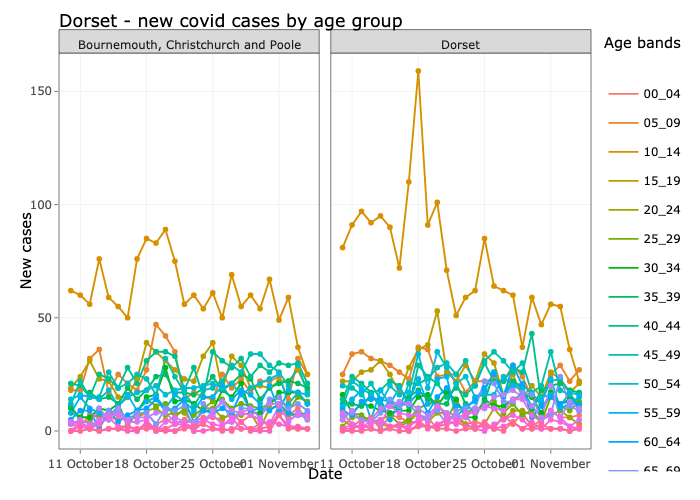 Dorset - new covid cases by age group
Bournemouth, Christchurch and Poole
Dorset
Age bands
00_04
05_09
10_14
15_19
20_24
25_29
30_34
35_39
40_44
45_49
50_54
55_59
60_64
65_69
New cases
150
100
50
0
11 October 18 October 25 October 01 November 11 October 18 October 25 October 01 November
Date